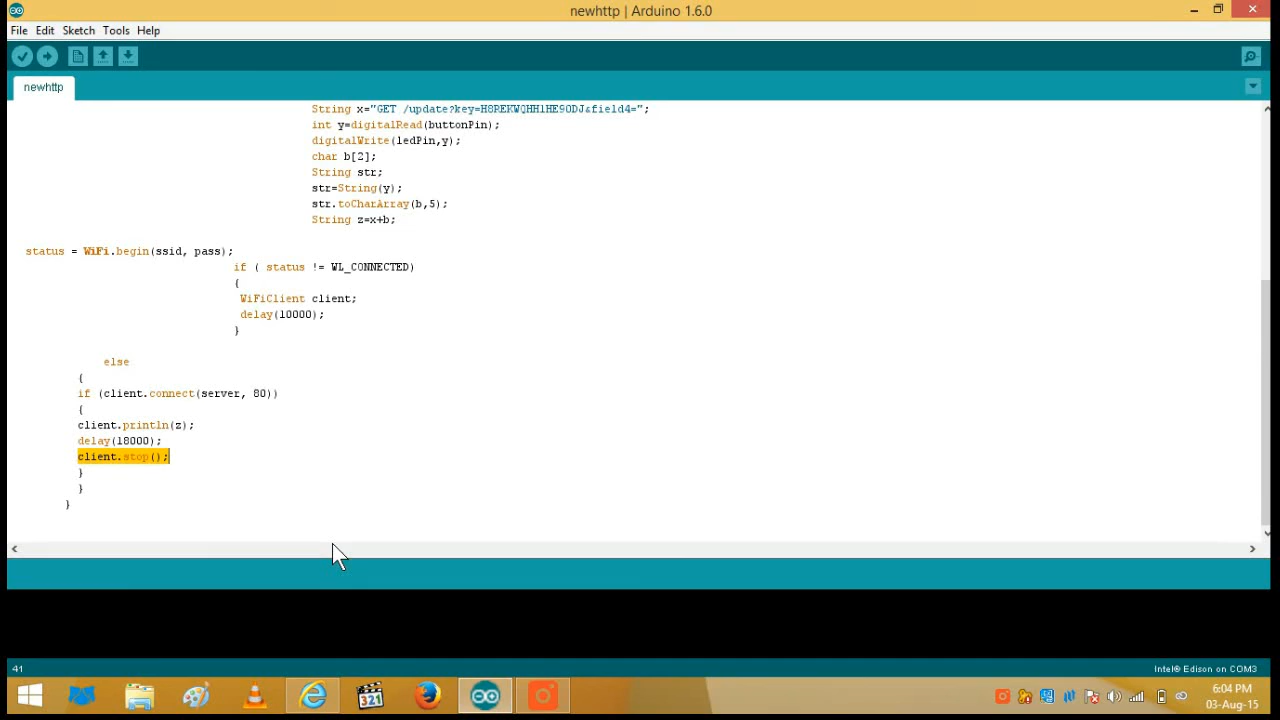 newhttp | Arduino 1.6.0
File Edit Sketch Tools Help
newhttp
String x="GET /update?key=H8REKWQHH1HE9ODJ&field4=";
int y=digitalRead(buttonPin);
digitalWrite(ledPin,y);
char b[2];
String str;
str=String(y);
str.toCharArray(b,5);
String z=x+b;
status = WiFi.begin(ssid, pass);
if ( status != WL_CONNECTED)
{
WiFiClient client;
delay(10000);
}
else
{
if (client.connect(server, 80))
{
client.println(z);
delay(18000);
client.stop();
}
}
}
41
Intel® Edison on COM3
321
6:04 PM
03-Aug-15